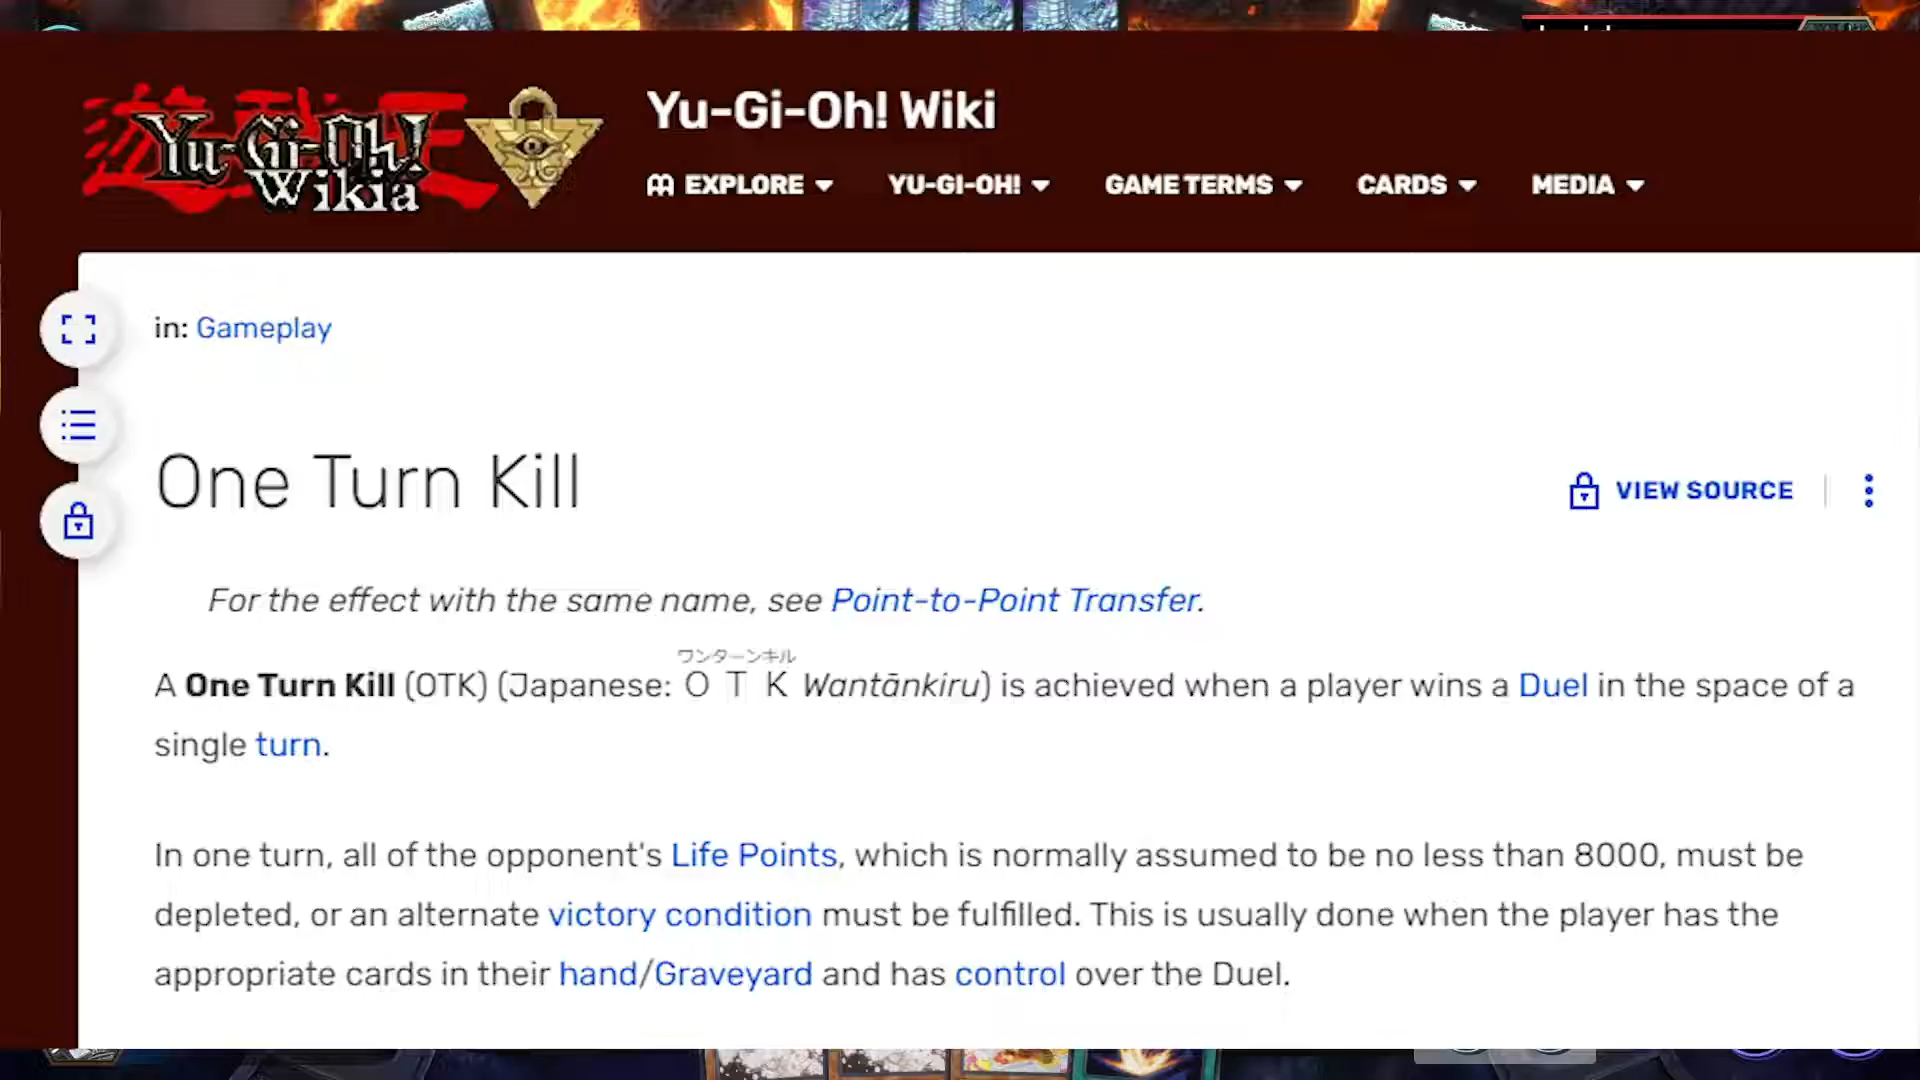 遊戯王
Yu-Gi-Oh!
Wikia
Yu-Gi-Oh! Wiki
EXPLORE
YU-GI-OH!
GAME TERMS
CARDS
MEDIA
in: Gameplay
One Turn Kill
VIEW SOURCE
For the effect with the same name, see Point-to-Point Transfer.
ワンターンキル
A One Turn Kill (OTK) (Japanese: O T K Wantānkiru) is achieved when a player wins a Duel in the space of a
single turn.
In one turn, all of the opponent's Life Points, which is normally assumed to be no less than 8000, must be
depleted, or an alternate victory condition must be fulfilled. This is usually done when the player has the
appropriate cards in their hand/Graveyard and has control over the Duel.